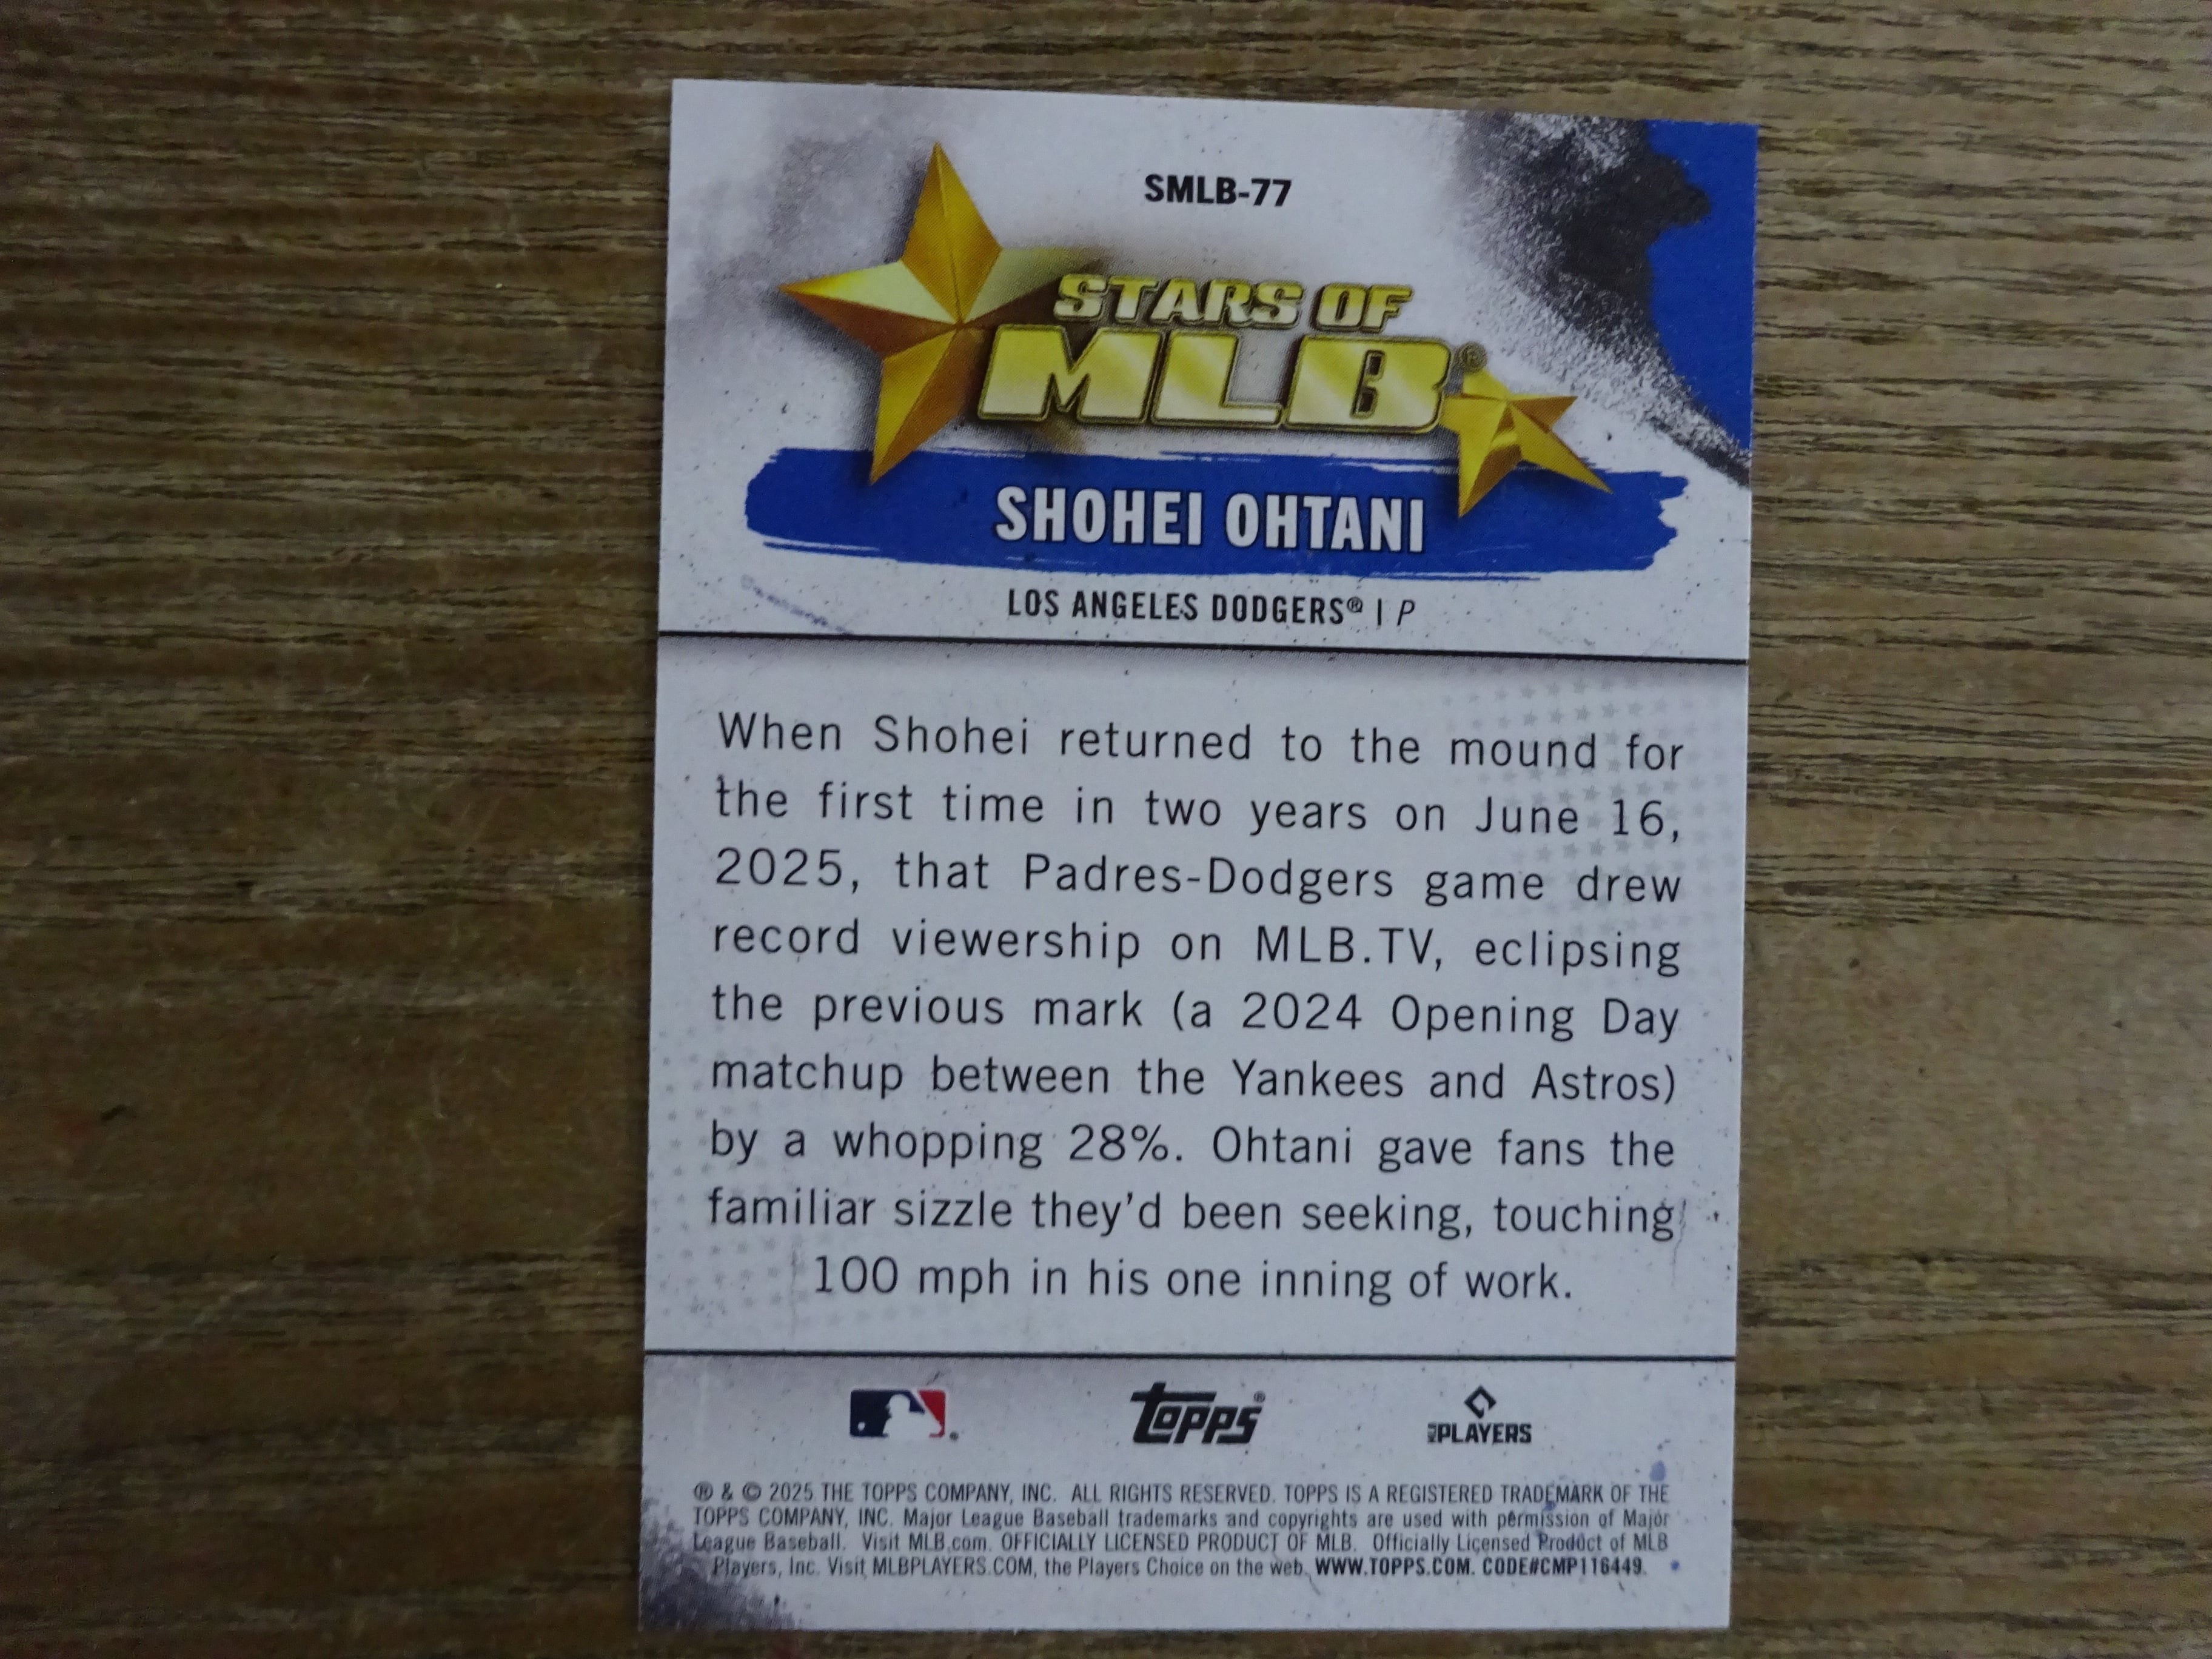 SMLB-77
STARS OF
MLB®
SHOHEI OHTANI
LOS ANGELES DODGERS® | P
When Shohei returned to the mound for
the first time in two years on June 16,
2025, that Padres-Dodgers game drew
record viewership on MLB.TV, eclipsing
the previous mark (a 2024 Opening Day
matchup between the Yankees and Astros)
by a whopping 28%. Ohtani gave fans the
familiar sizzle they'd been seeking, touching
100 mph in his one inning of work.
topps®
PLAYERS
® & © 2025 THE TOPPS COMPANY, INC. ALL RIGHTS RESERVED. TOPPS IS A REGISTERED TRADEMARK OF THE
TOPPS COMPANY, INC. Major League Baseball trademarks and copyrights are used with permission of Major
League Baseball. Visit MLB.com. OFFICIALLY LICENSED PRODUCT OF MLB. Officially Licensed Product of MLB
Players, Inc. Visit MLBPLAYERS.COM, the Players Choice on the web. WWW.TOPPS.COM. CODE#CMP116449.